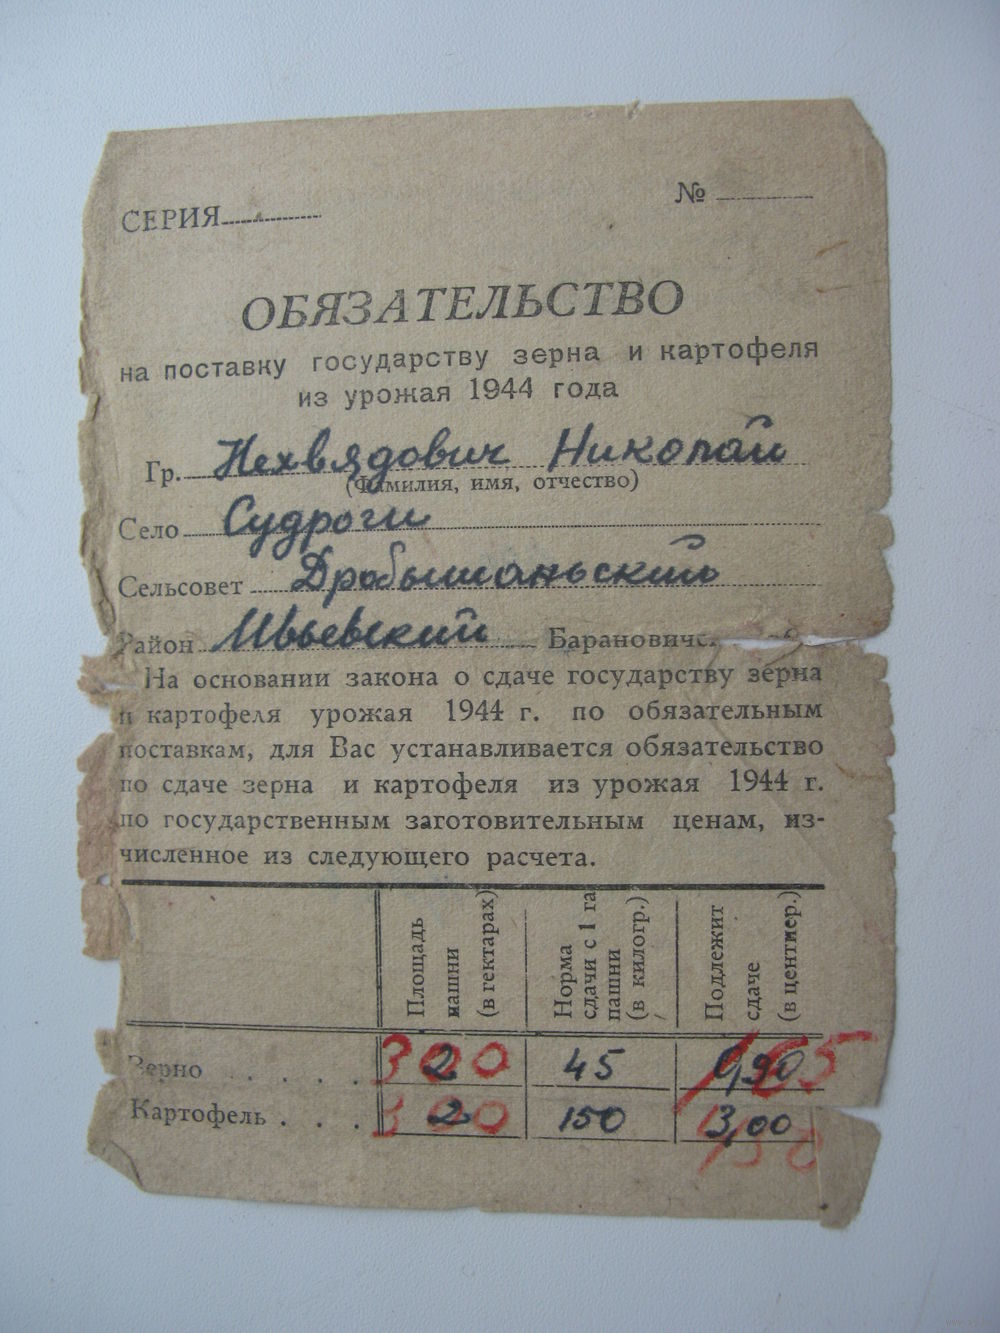 СЕРИЯ
№
ОБЯЗАТЕЛЬСТВО
на поставку государству зерна и картофеля
из урожая 1944 года
Гр. Нехвядович Николай
(Фамилия, имя, отчество)
Село Судроги
Сельсовет Дробышаньский
Район Ивьевский Барановичс
На основании закона о сдаче государству зерна
и картофеля урожая 1944 г. по обязательным
поставкам, для Вас устанавливается обязательство
по сдаче зерна и картофеля из урожая 1944 г.
по государственным заготовительным ценам, из-
численное из следующего расчета.
Площадь пашни (в гектарах)
Норма сдачи с 1 га пашни (в килогр.)
Подлежит сдаче (в центнер.)
Зерно 2 300 45 0,90
Картофель 2 300 150 3,00